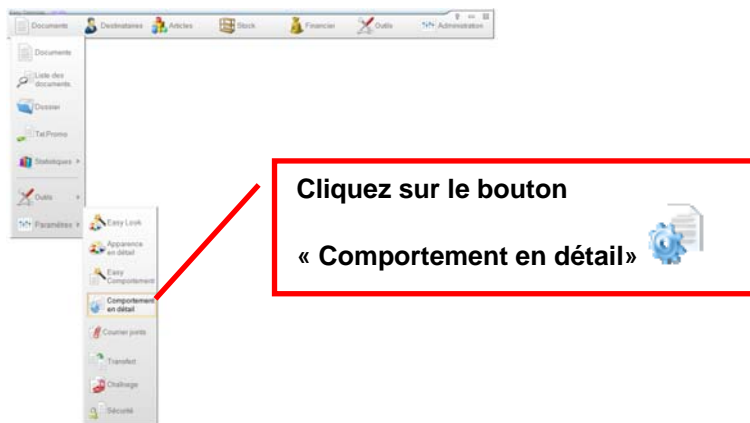 Documents Destinataires Articles Stock Financier Outils Administration
Documents
Liste des
documents
Dossier
Tel Promo
Statistiques
Outils
Paramètres
Easy Look
Apparence
en détail
Easy
Comportement
Comportement
en détail
Courrier joints
Transfert
Chaînage
Sécurité
Cliquez sur le bouton
« Comportement en détail»